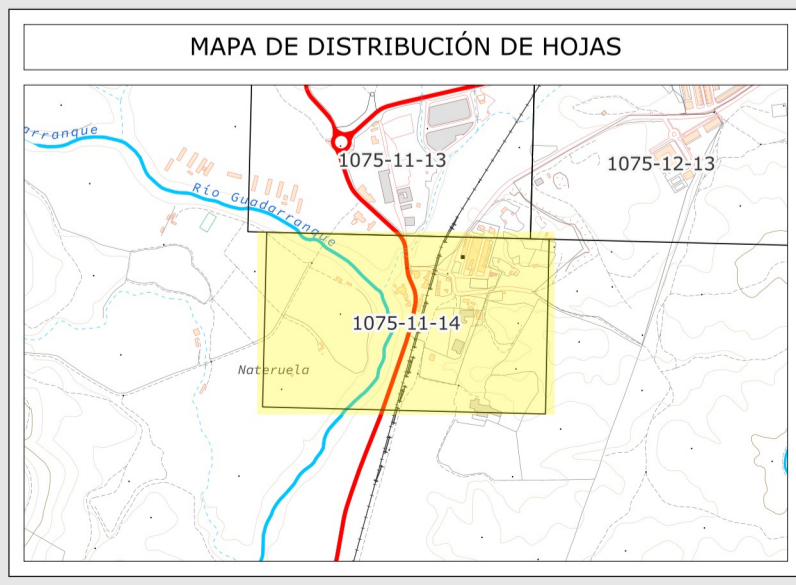 MAPA DE DISTRIBUCIÓN DE HOJAS
arranque
1075-11-13
1075-12-13
Río Guadarranque
1075-11-14
Nateruela